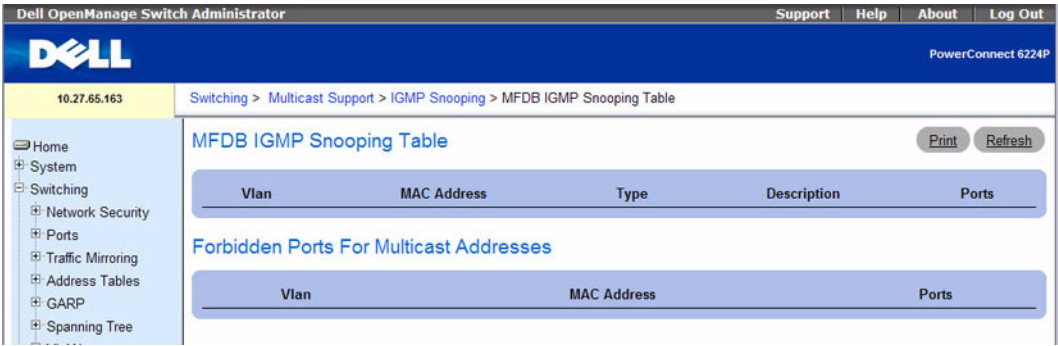 Dell OpenManage Switch Administrator
Support Help About Log Out
DELL
PowerConnect 6224P
10.27.65.163
Switching > Multicast Support > IGMP Snooping > MFDB IGMP Snooping Table
Home
System
Switching
Network Security
Ports
Traffic Mirroring
Address Tables
GARP
Spanning Tree
MFDB IGMP Snooping Table
Print Refresh
Vlan MAC Address Type Description Ports
Forbidden Ports For Multicast Addresses
Vlan MAC Address Ports